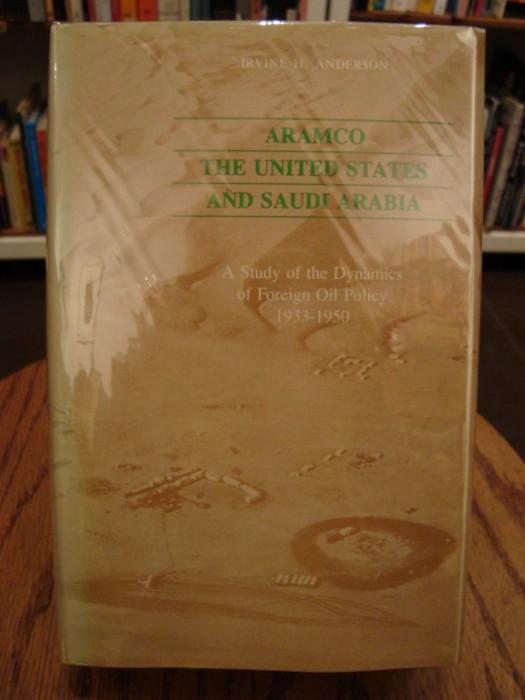 IRVINE H. ANDERSON
ARAMCO
THE UNITED STATES
AND SAUDI ARABIA
A Study of the Dynamics
of Foreign Oil Policy
1933-1950